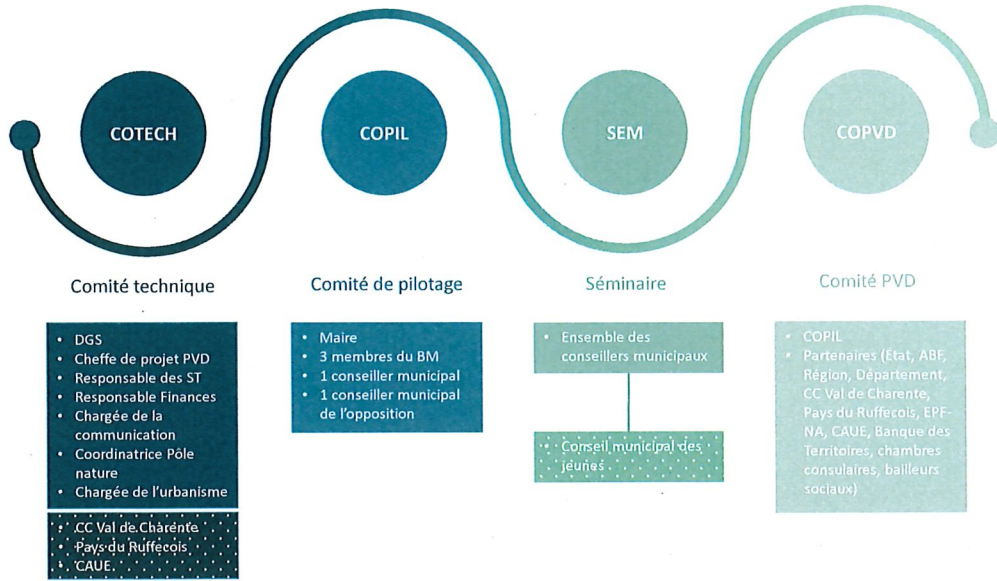 COTECH
COPIL
SEM
COPVD
Comité technique
• DGS
• Cheffe de projet PVD
• Responsable des ST
• Responsable Finances
• Chargée de la
communication
• Coordinatrice Pôle
nature
• Chargée de l'urbanisme
• CC Val de Charente
• Pays du Ruffecois
• CAUE
Comité de pilotage
• Maire
• 3 membres du BM
• 1 conseiller municipal
• 1 conseiller municipal
de l'opposition
Séminaire
• Ensemble des
conseillers municipaux
• Conseil municipal des
jeunes
Comité PVD
• COPIL
• Partenaires (État, ABF,
Région, Département,
CC Val de Charente,
Pays du Ruffecois, EPF-
NA, CAUE, Banque des
Territoires, chambres
consulaires, bailleurs
sociaux)